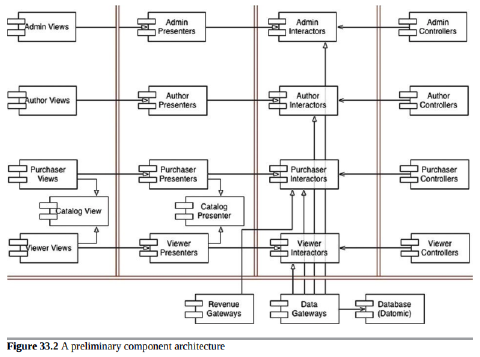 Admin Views
Admin
Presenters
Admin
Interactors
Admin
Controllers
Author Views
Author
Presenters
Author
Interactors
Author
Controllers
Purchaser
Views
Purchaser
Presenters
Purchaser
Interactors
Purchaser
Controllers
Catalog View
Catalog
Presenter
Viewer Views
Viewer
Presenters
Viewer
Interactors
Viewer
Controllers
Revenue
Gateways
Data
Gateways
Database
(Datomic)
Figure 33.2 A preliminary component architecture